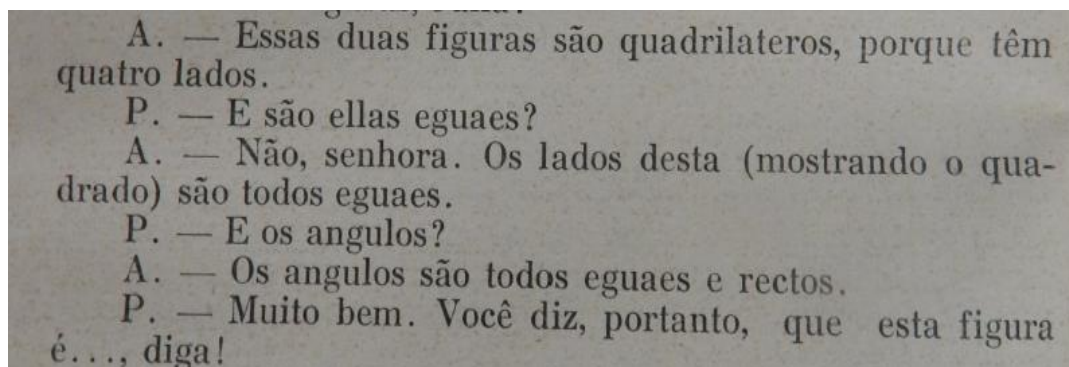 A. — Essas duas figuras são quadrilateros, porque têm
quatro lados.
P. — E são ellas eguaes?
A. — Não, senhora. Os lados desta (mostrando o qua-
drado) são todos eguaes.
P. — E os angulos?
A. — Os angulos são todos eguaes e rectos.
P. — Muito bem. Você diz, portanto, que esta figura
é..., diga!